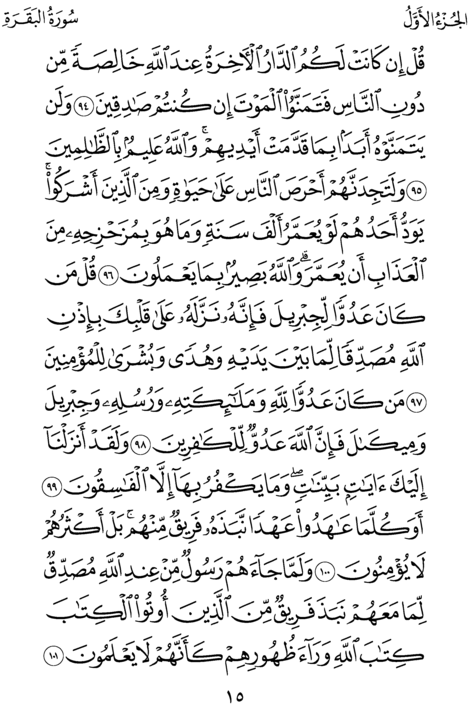 الجُزْءُ الأَوَّلُ
سُورَةُ البَقَرَةِ
قُلْ إِن كَانَتْ لَكُمُ ٱلدَّارُ ٱلْآخِرَةُ عِندَ ٱللَّهِ خَالِصَةً مِّن
دُونِ ٱلنَّاسِ فَتَمَنَّوُا۟ ٱلْمَوْتَ إِن كُنتُمْ صَٰدِقِينَ ٩٤ وَلَن
يَتَمَنَّوْهُ أَبَدًۢا بِمَا قَدَّمَتْ أَيْدِيهِمْ ۚ وَٱللَّهُ عَلِيمٌۢ بِٱلظَّٰلِمِينَ
٩٥ وَلَتَجِدَنَّهُمْ أَحْرَصَ ٱلنَّاسِ عَلَىٰ حَيَوٰةٍ وَمِنَ ٱلَّذِينَ أَشْرَكُوا۟ ۚ
يَوَدُّ أَحَدُهُمْ لَوْ يُعَمَّرُ أَلْفَ سَنَةٍ وَمَا هُوَ بِمُزَحْزِحِهِۦ مِنَ
ٱلْعَذَابِ أَن يُعَمَّرَ ۗ وَٱللَّهُ بَصِيرٌۢ بِمَا يَعْمَلُونَ ٩٦ قُلْ مَن
كَانَ عَدُوًّا لِّجِبْرِيلَ فَإِنَّهُۥ نَزَّلَهُۥ عَلَىٰ قَلْبِكَ بِإِذْنِ
ٱللَّهِ مُصَدِّقًا لِّمَا بَيْنَ يَدَيْهِ وَهُدًى وَبُشْرَىٰ لِلْمُؤْمِنِينَ
٩٧ مَن كَانَ عَدُوًّا لِّلَّهِ وَمَلَٰٓئِكَتِهِۦ وَرُسُلِهِۦ وَجِبْرِيلَ
وَمِيكَىٰلَ فَإِنَّ ٱللَّهَ عَدُوٌّ لِّلْكَٰفِرِينَ ٩٨ وَلَقَدْ أَنزَلْنَآ
إِلَيْكَ ءَايَٰتٍۭ بَيِّنَٰتٍ ۖ وَمَا يَكْفُرُ بِهَآ إِلَّا ٱلْفَٰسِقُونَ ٩٩
أَوَكُلَّمَا عَٰهَدُوا۟ عَهْدًا نَّبَذَهُۥ فَرِيقٌ مِّنْهُم ۚ بَلْ أَكْثَرُهُمْ
لَا يُؤْمِنُونَ ١٠٠ وَلَمَّا جَآءَهُمْ رَسُولٌ مِّنْ عِندِ ٱللَّهِ مُصَدِّقٌ
لِّمَا مَعَهُمْ نَبَذَ فَرِيقٌ مِّنَ ٱلَّذِينَ أُوتُوا۟ ٱلْكِتَٰبَ
كِتَٰبَ ٱللَّهِ وَرَآءَ ظُهُورِهِمْ كَأَنَّهُمْ لَا يَعْلَمُونَ ١٠١
١٥